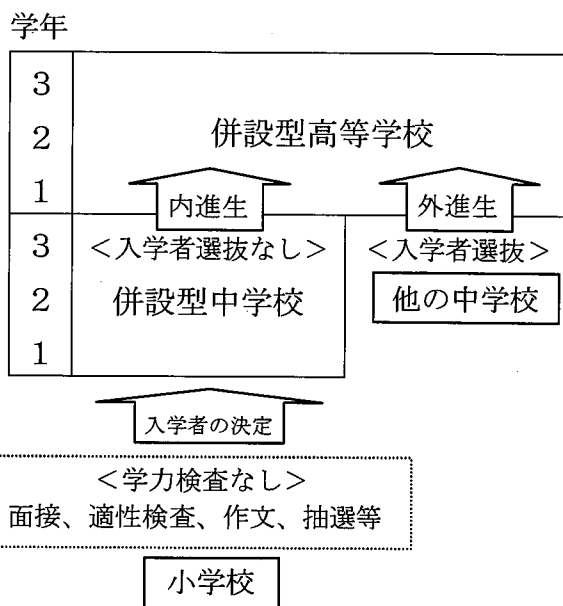 学年
3
2
1
併設型高等学校
内進生
外進生
3
2
1
<入学者選抜なし>
<入学者選抜>
併設型中学校
他の中学校
入学者の決定
<学力検査なし>
面接、適性検査、作文、抽選等
小学校